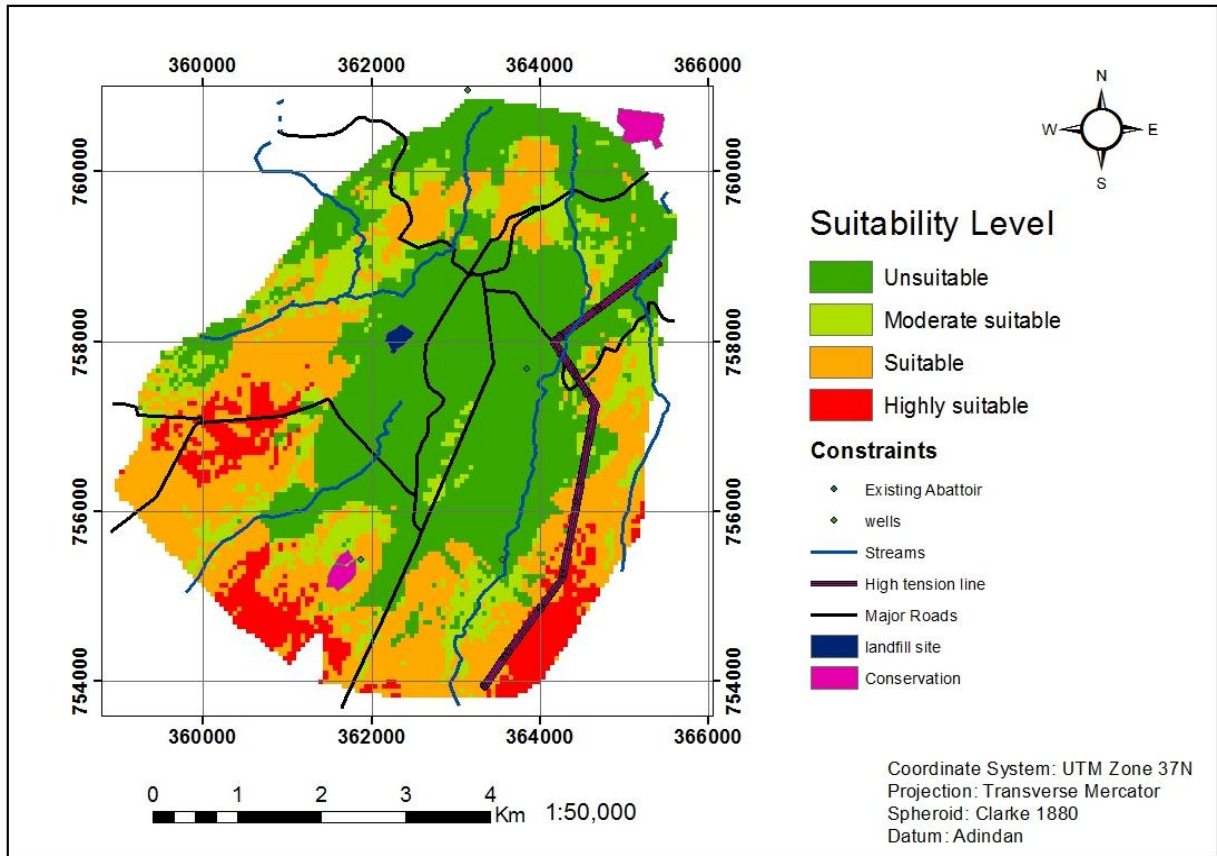 360000 362000 364000 366000
N
W E
S
760000 760000
758000 758000
756000 756000
754000 754000
360000 362000 364000 366000
Suitability Level
Unsuitable
Moderate suitable
Suitable
Highly suitable
Constraints
Existing Abattoir
wells
Streams
High tension line
Major Roads
landfill site
Conservation
0 1 2 3 4
Km 1:50,000
Coordinate System: UTM Zone 37N
Projection: Transverse Mercator
Spheroid: Clarke 1880
Datum: Adindan